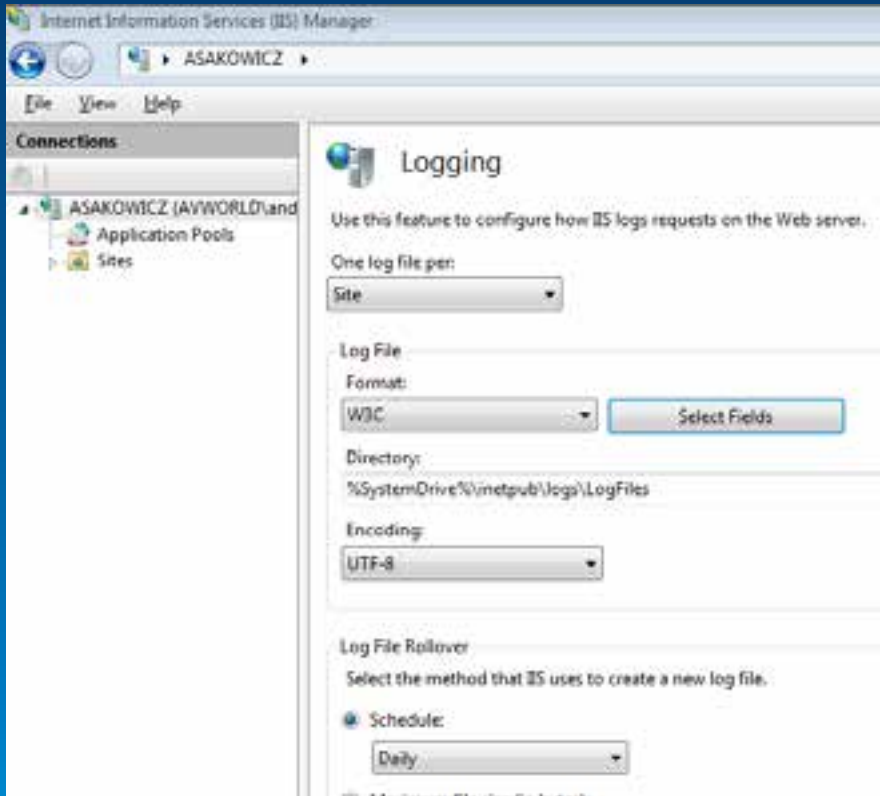 Internet Information Services (IIS) Manager
ASAKOWICZ
File View Help
Connections
ASAKOWICZ (AVWORLD\and
Application Pools
Sites
Logging
Use this feature to configure how IIS logs requests on the Web server.
One log file per:
Site
Log File
Format:
W3C
Select Fields
Directory:
%SystemDrive%\inetpub\logs\LogFiles
Encoding:
UTF-8
Log File Rollover
Select the method that IIS uses to create a new log file.
Schedule:
Daily